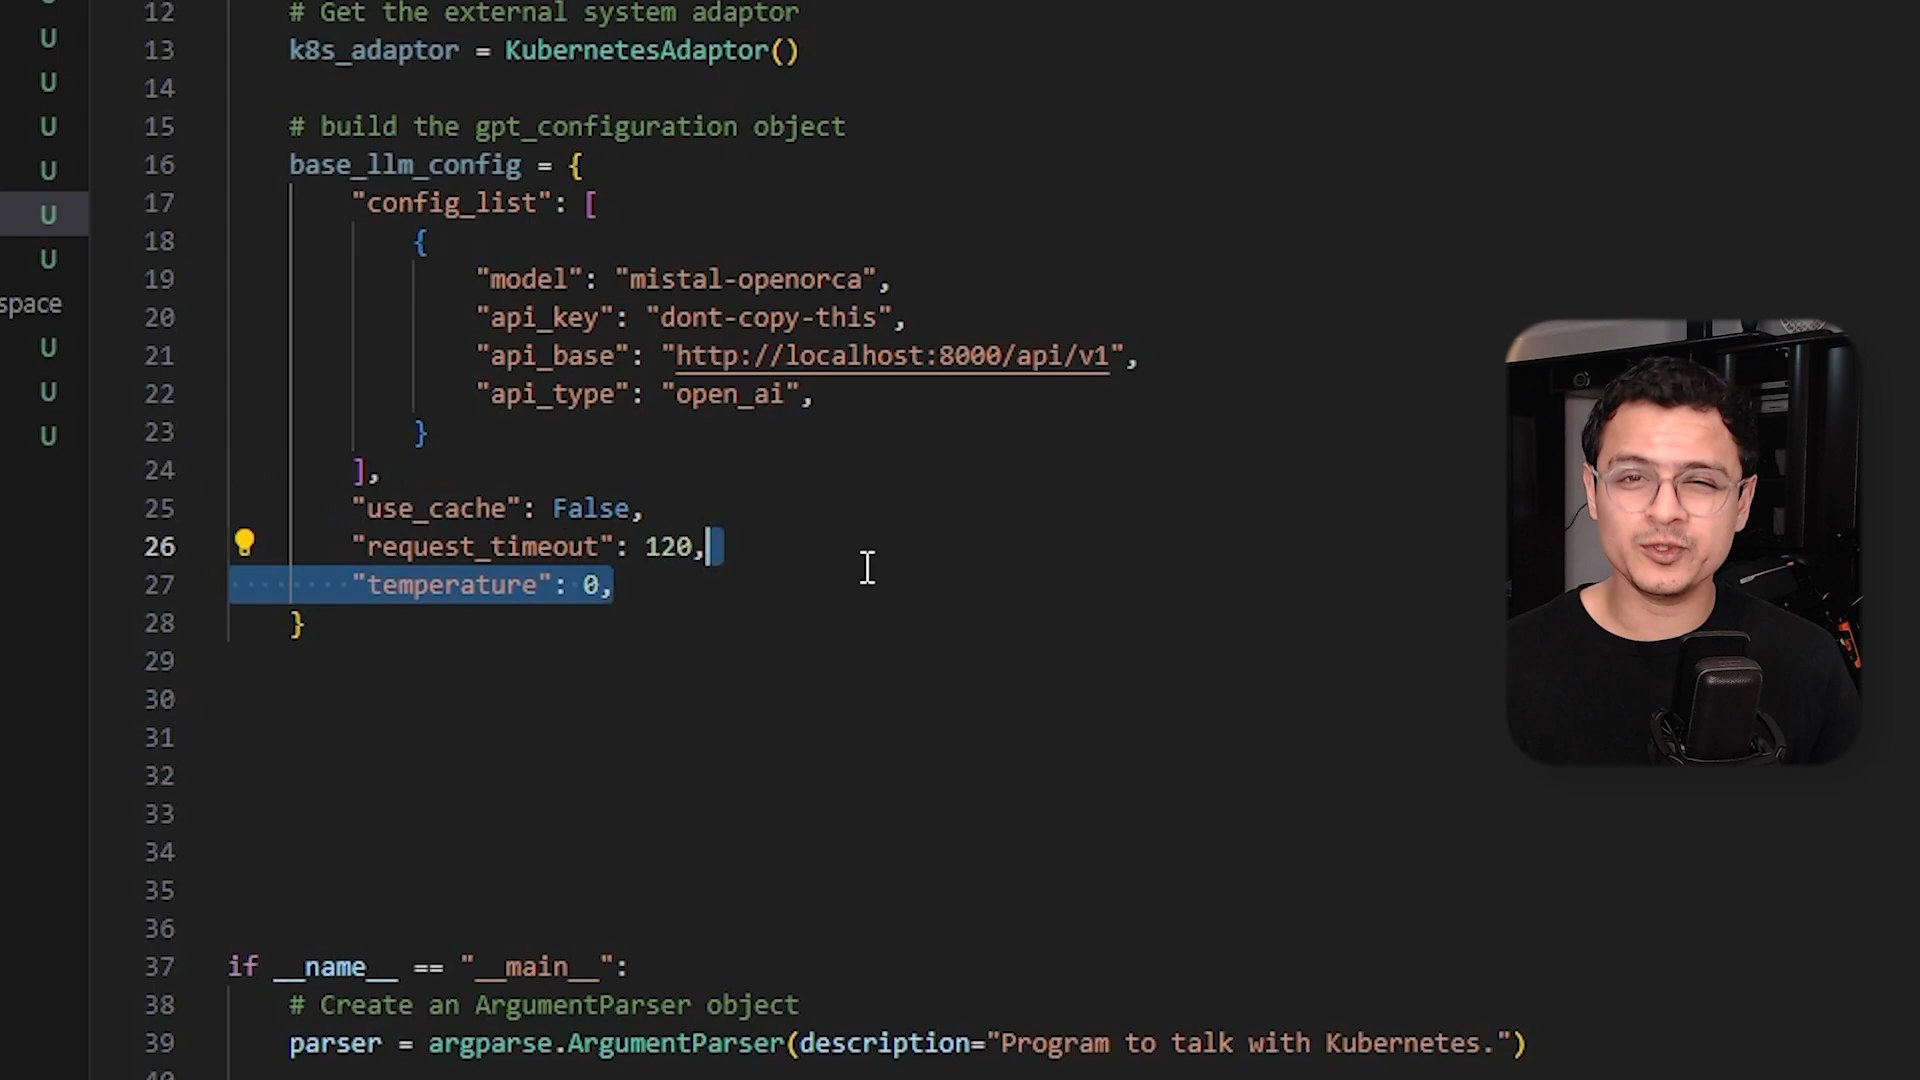 U
U
U
U
U
U
space
U
U
U
12 # Get the external system adaptor
13 k8s_adaptor = KubernetesAdaptor()
14
15 # build the gpt_configuration object
16 base_llm_config = {
17 "config_list": [
18 {
19 "model": "mistal-openorca",
20 "api_key": "dont-copy-this",
21 "api_base": "http://localhost:8000/api/v1",
22 "api_type": "open_ai",
23 }
24 ],
25 "use_cache": False,
26 "request_timeout": 120,
27 "temperature": 0,
28 }
29
30
31
32
33
34
35
36
37 if __name__ == "__main__":
38 # Create an ArgumentParser object
39 parser = argparse.ArgumentParser(description="Program to talk with Kubernetes.")